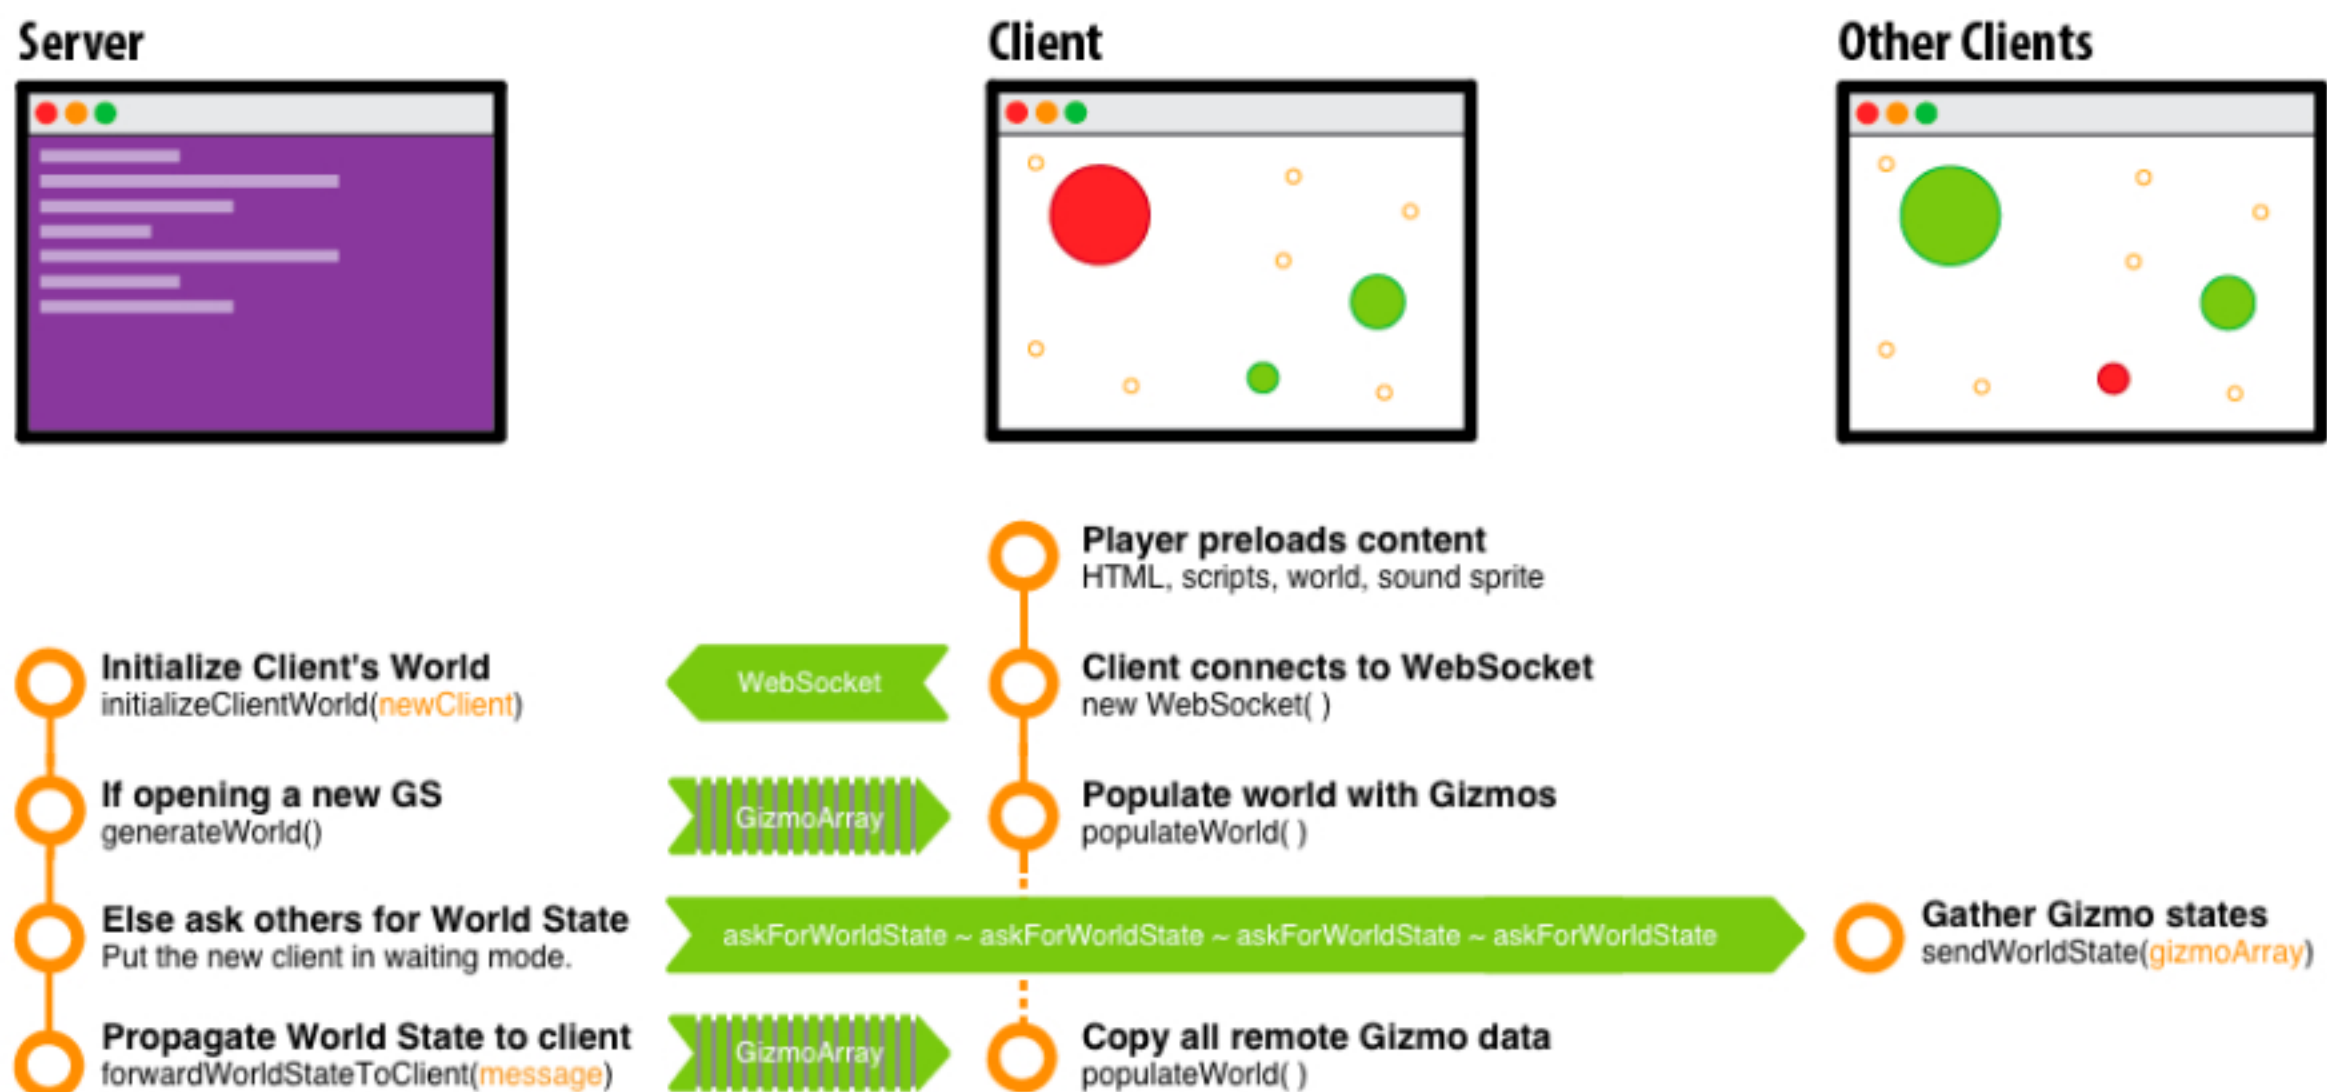 Server
Client
Other Clients
Player preloads content
HTML, scripts, world, sound sprite
Initialize Client's World
initializeClientWorld(newClient)
WebSocket
Client connects to WebSocket
new WebSocket( )
If opening a new GS
generateWorld()
GizmoArray
Populate world with Gizmos
populateWorld( )
Else ask others for World State
Put the new client in waiting mode.
askForWorldState ~ askForWorldState ~ askForWorldState ~ askForWorldState
Gather Gizmo states
sendWorldState(gizmoArray)
Propagate World State to client
forwardWorldStateToClient(message)
GizmoArray
Copy all remote Gizmo data
populateWorld( )